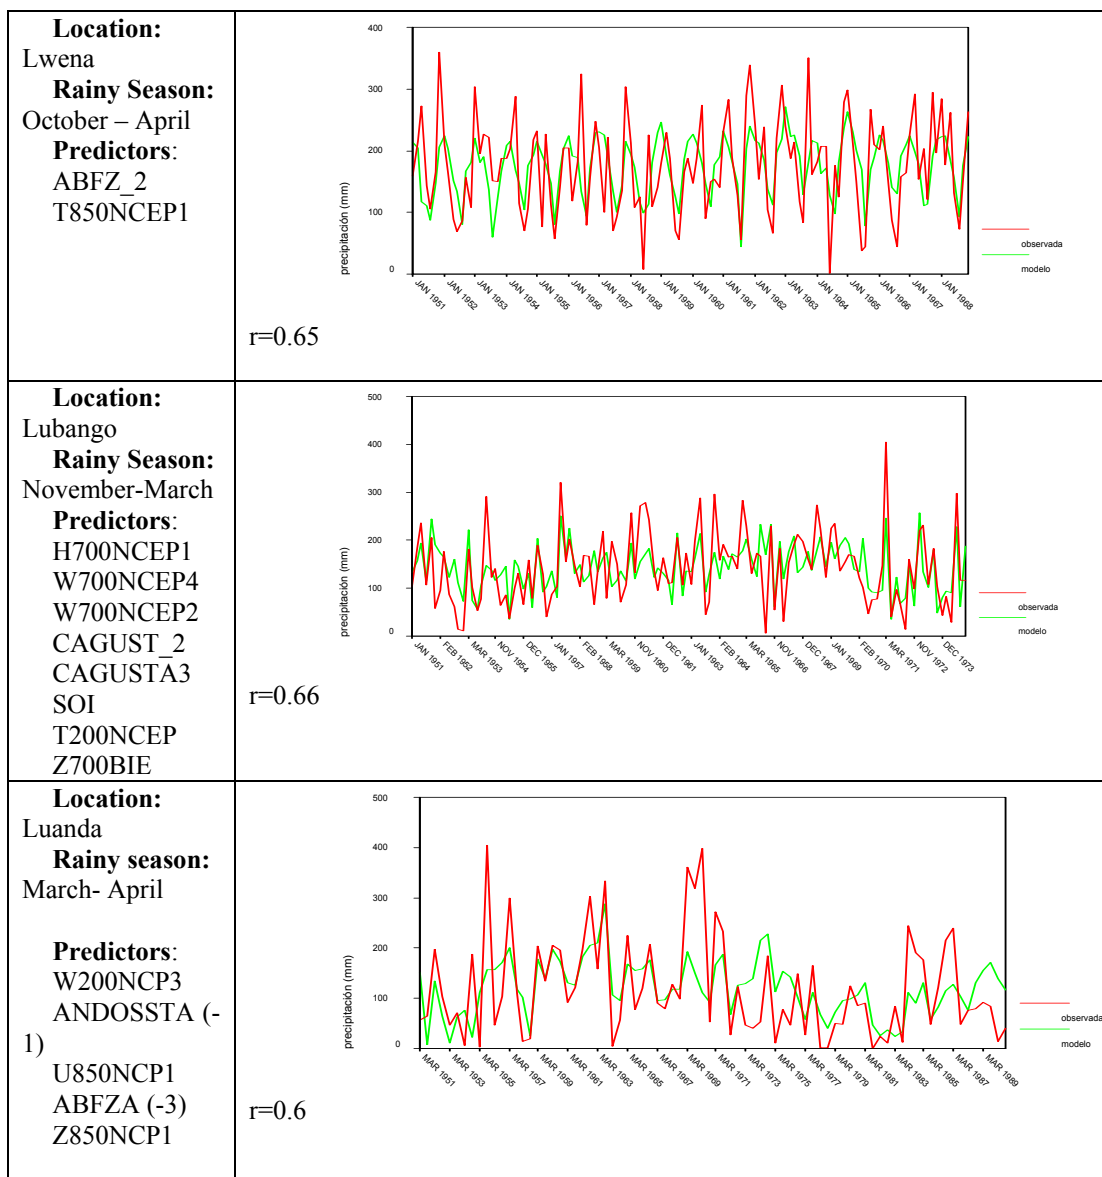 Location:
Lwena
Rainy Season:
October – April
Predictors:
ABFZ_2
T850NCEP1
400
300
200
100
0
precipitación (mm)
JAN 1951
JAN 1952
JAN 1953
JAN 1954
JAN 1955
JAN 1956
JAN 1957
JAN 1958
JAN 1959
JAN 1960
JAN 1961
JAN 1962
JAN 1963
JAN 1964
JAN 1965
JAN 1966
JAN 1967
JAN 1968
observada
modelo
r=0.65
Location:
Lubango
Rainy Season:
November-March
Predictors:
H700NCEP1
W700NCEP4
W700NCEP2
CAGUST_2
CAGUSTA3
SOI
T200NCEP
Z700BIE
500
400
300
200
100
0
precipitación (mm)
JAN 1951
FEB 1952
MAR 1953
NOV 1954
DEC 1955
JAN 1957
FEB 1958
MAR 1959
NOV 1960
DEC 1961
JAN 1963
FEB 1964
MAR 1965
NOV 1966
DEC 1967
JAN 1969
FEB 1970
MAR 1971
NOV 1972
DEC 1973
observada
modelo
r=0.66
Location:
Luanda
Rainy season:
March- April
Predictors:
W200NCP3
ANDOSSTA (-
1)
U850NCP1
ABFZA (-3)
Z850NCP1
500
400
300
200
100
0
precipitación (mm)
MAR 1951
MAR 1953
MAR 1955
MAR 1957
MAR 1959
MAR 1961
MAR 1963
MAR 1965
MAR 1967
MAR 1969
MAR 1971
MAR 1973
MAR 1975
MAR 1977
MAR 1979
MAR 1981
MAR 1983
MAR 1985
MAR 1987
MAR 1989
observada
modelo
r=0.6